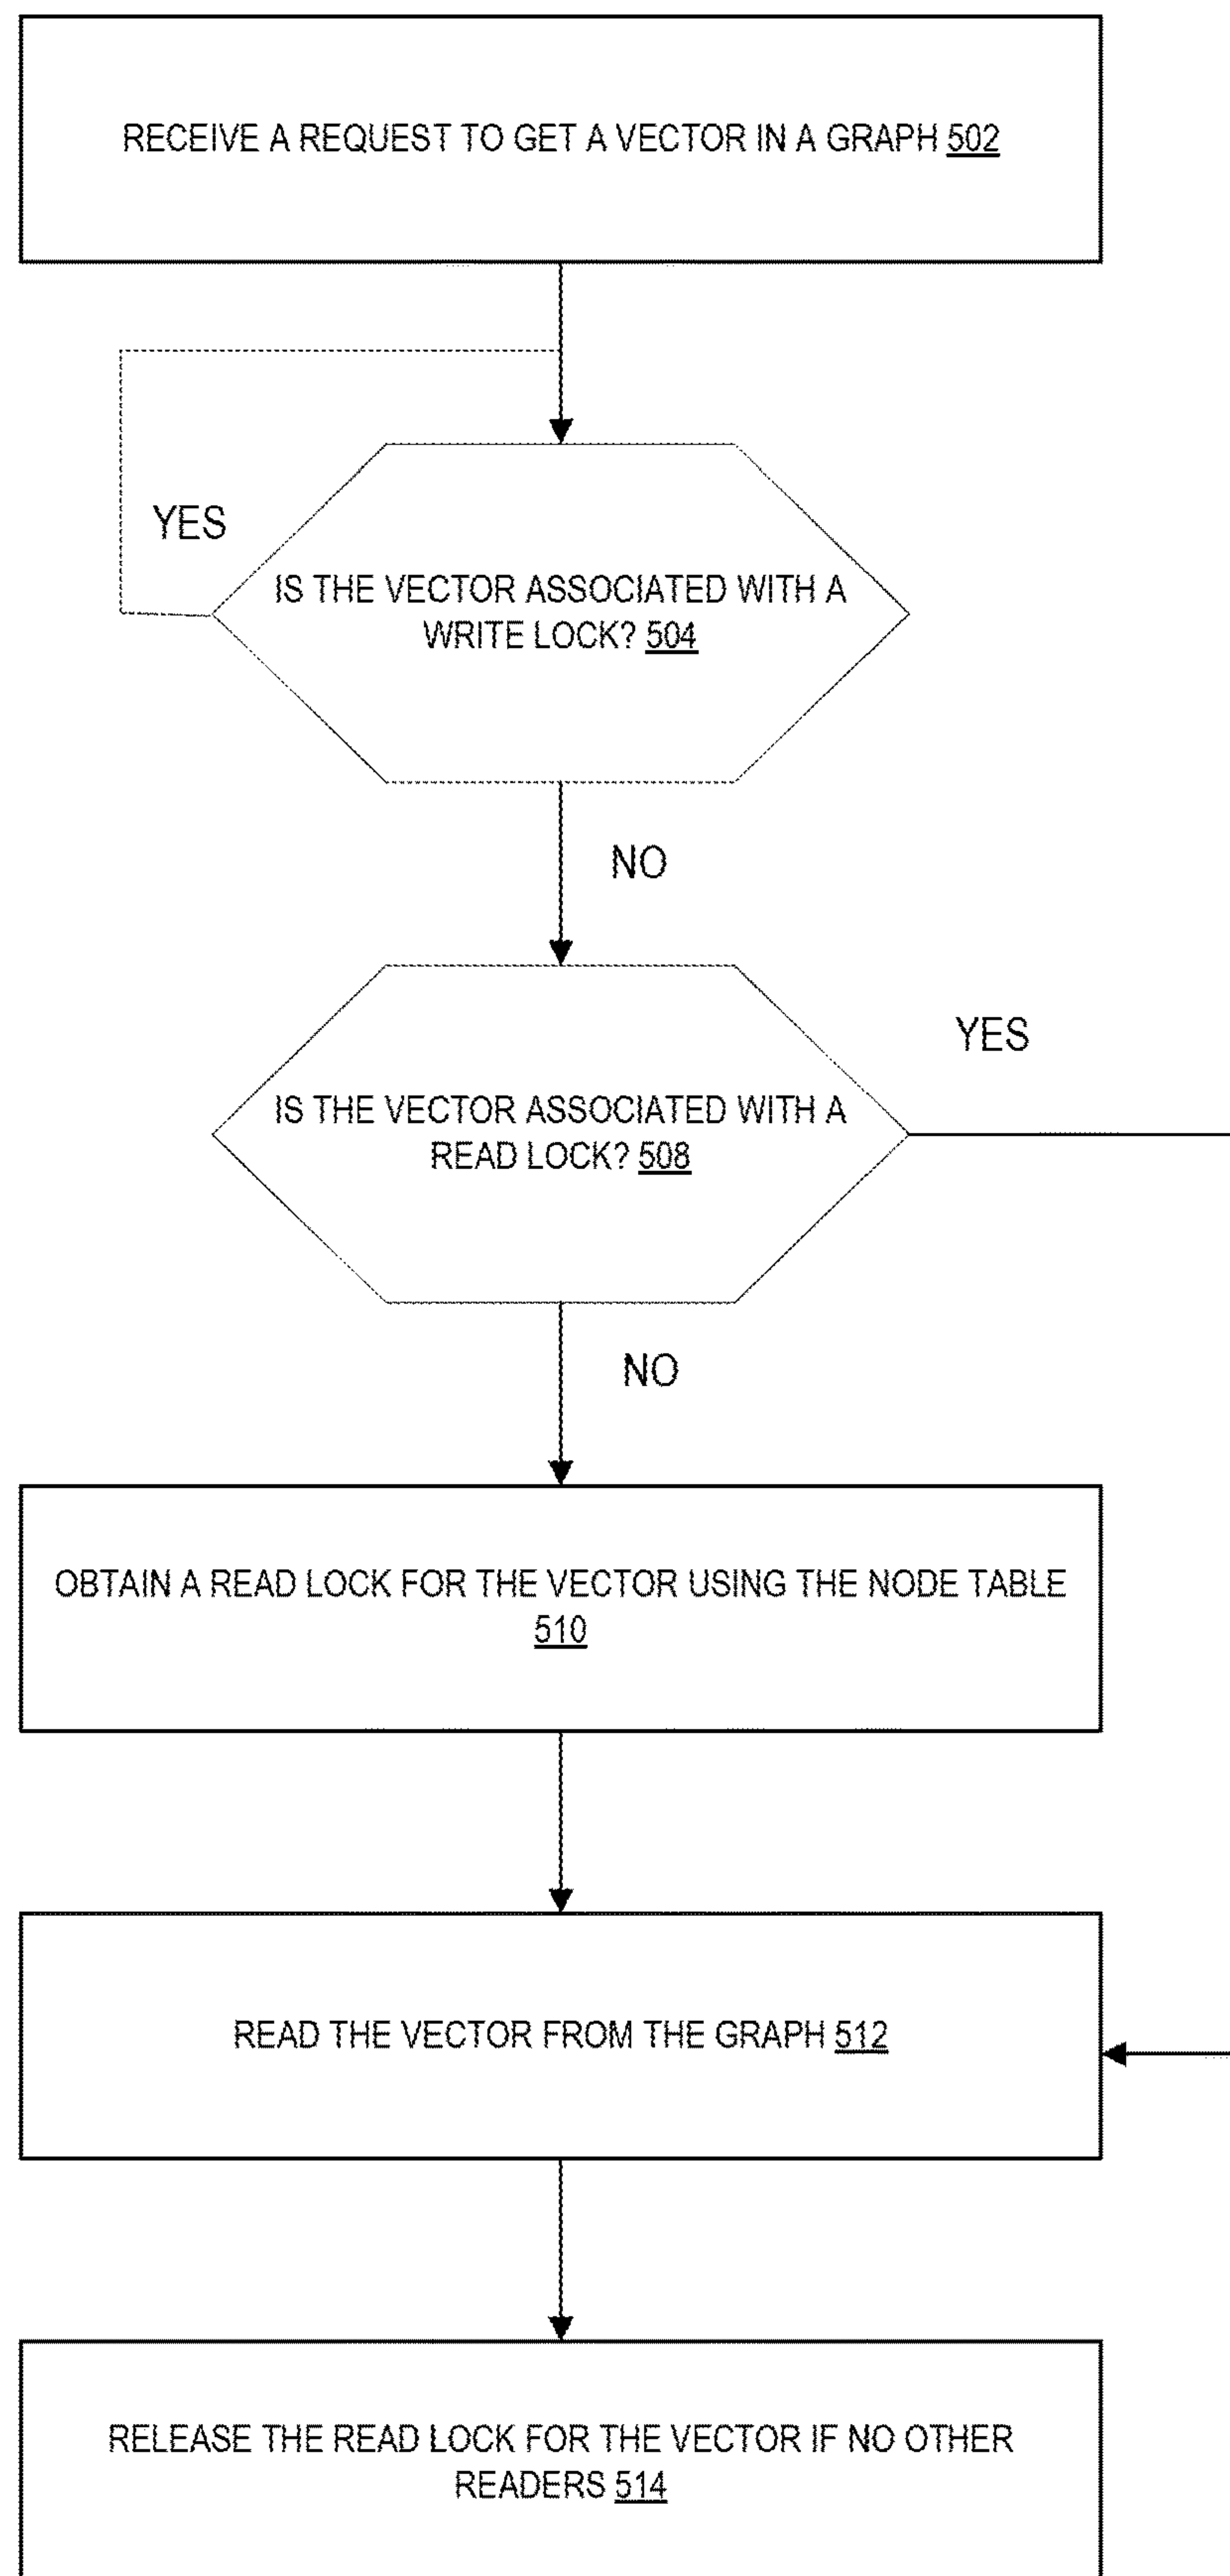 RECEIVE A REQUEST TO GET A VECTOR IN A GRAPH 502
YES
IS THE VECTOR ASSOCIATED WITH A
WRITE LOCK? 504
NO
YES
IS THE VECTOR ASSOCIATED WITH A
READ LOCK? 508
NO
OBTAIN A READ LOCK FOR THE VECTOR USING THE NODE TABLE
510
READ THE VECTOR FROM THE GRAPH 512
RELEASE THE READ LOCK FOR THE VECTOR IF NO OTHER
READERS 514